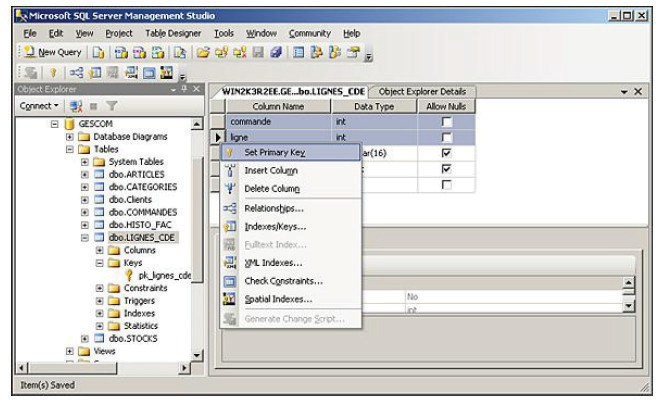 Microsoft SQL Server Management Studio
File Edit View Project Table Designer Tools Window Community Help
New Query
Object Explorer
WIN2K3R2EE.GE...bo.LIGNES_CDE Object Explorer Details
Connect
Column Name Data Type Allow Nulls
GESCOM
commande int
Database Diagrams
ligne int
Tables
Set Primary Key ar(16)
System Tables
Insert Column
dbo.ARTICLES
Delete Column
dbo.CATEGORIES
dbo.Clients
Relationships...
dbo.COMMANDES
Indexes/Keys...
dbo.HISTO_FAC
Fulltext Index...
dbo.LIGNES_CDE
XML Indexes...
Columns
Keys
Check Constraints...
pk_lignes_cde
Spatial Indexes... No
Constraints
Triggers
Generate Change Script... int
Indexes
Statistics
dbo.STOCKS
Views
Item(s) Saved